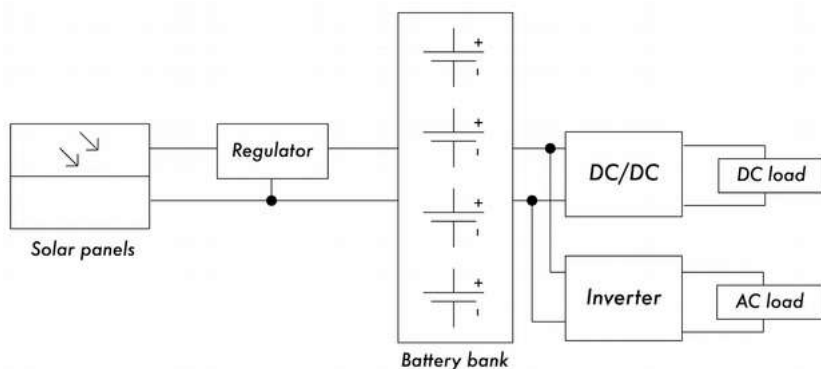 Solar panels
Regulator
+
-
+
-
+
-
+
-
Battery bank
DC/DC
DC load
Inverter
AC load